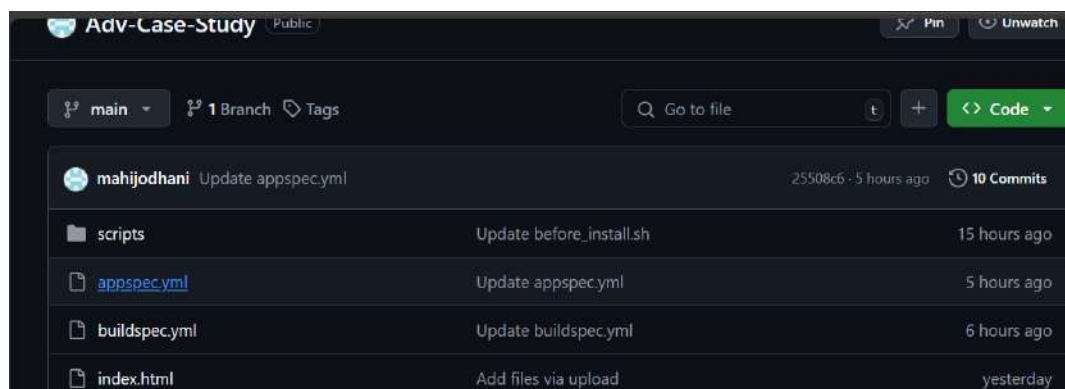 Adv-Case-Study Public Pin Unwatch
main 1 Branch Tags Go to file t Code
mahijodhani Update appspec.yml 25508c6 · 5 hours ago 10 Commits
scripts Update before_install.sh 15 hours ago
appspec.yml Update appspec.yml 5 hours ago
buildspec.yml Update buildspec.yml 6 hours ago
index.html Add files via upload yesterday